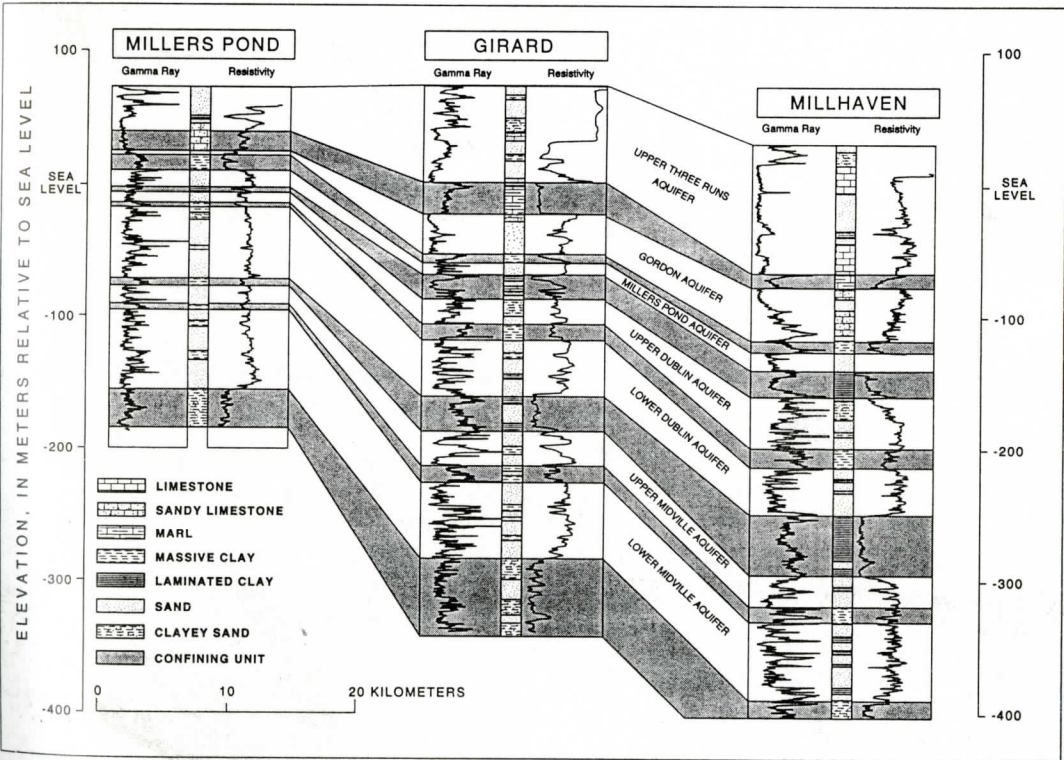 MILLERS POND
Gamma Ray Resistivity
GIRARD
Gamma Ray Resistivity
MILLHAVEN
Gamma Ray Resistivity
ELEVATION, IN METERS RELATIVE TO SEA LEVEL
100
SEA LEVEL
-100
-200
-300
-400
100
SEA LEVEL
-100
-200
-300
-400
UPPER THREE RUNS
AQUIFER
GORDON AQUIFER
MILLERS POND AQUIFER
UPPER DUBLIN AQUIFER
LOWER DUBLIN AQUIFER
UPPER MIDVILLE AQUIFER
LOWER MIDVILLE AQUIFER
LIMESTONE
SANDY LIMESTONE
MARL
MASSIVE CLAY
LAMINATED CLAY
SAND
CLAYEY SAND
CONFINING UNIT
0 10 20 KILOMETERS